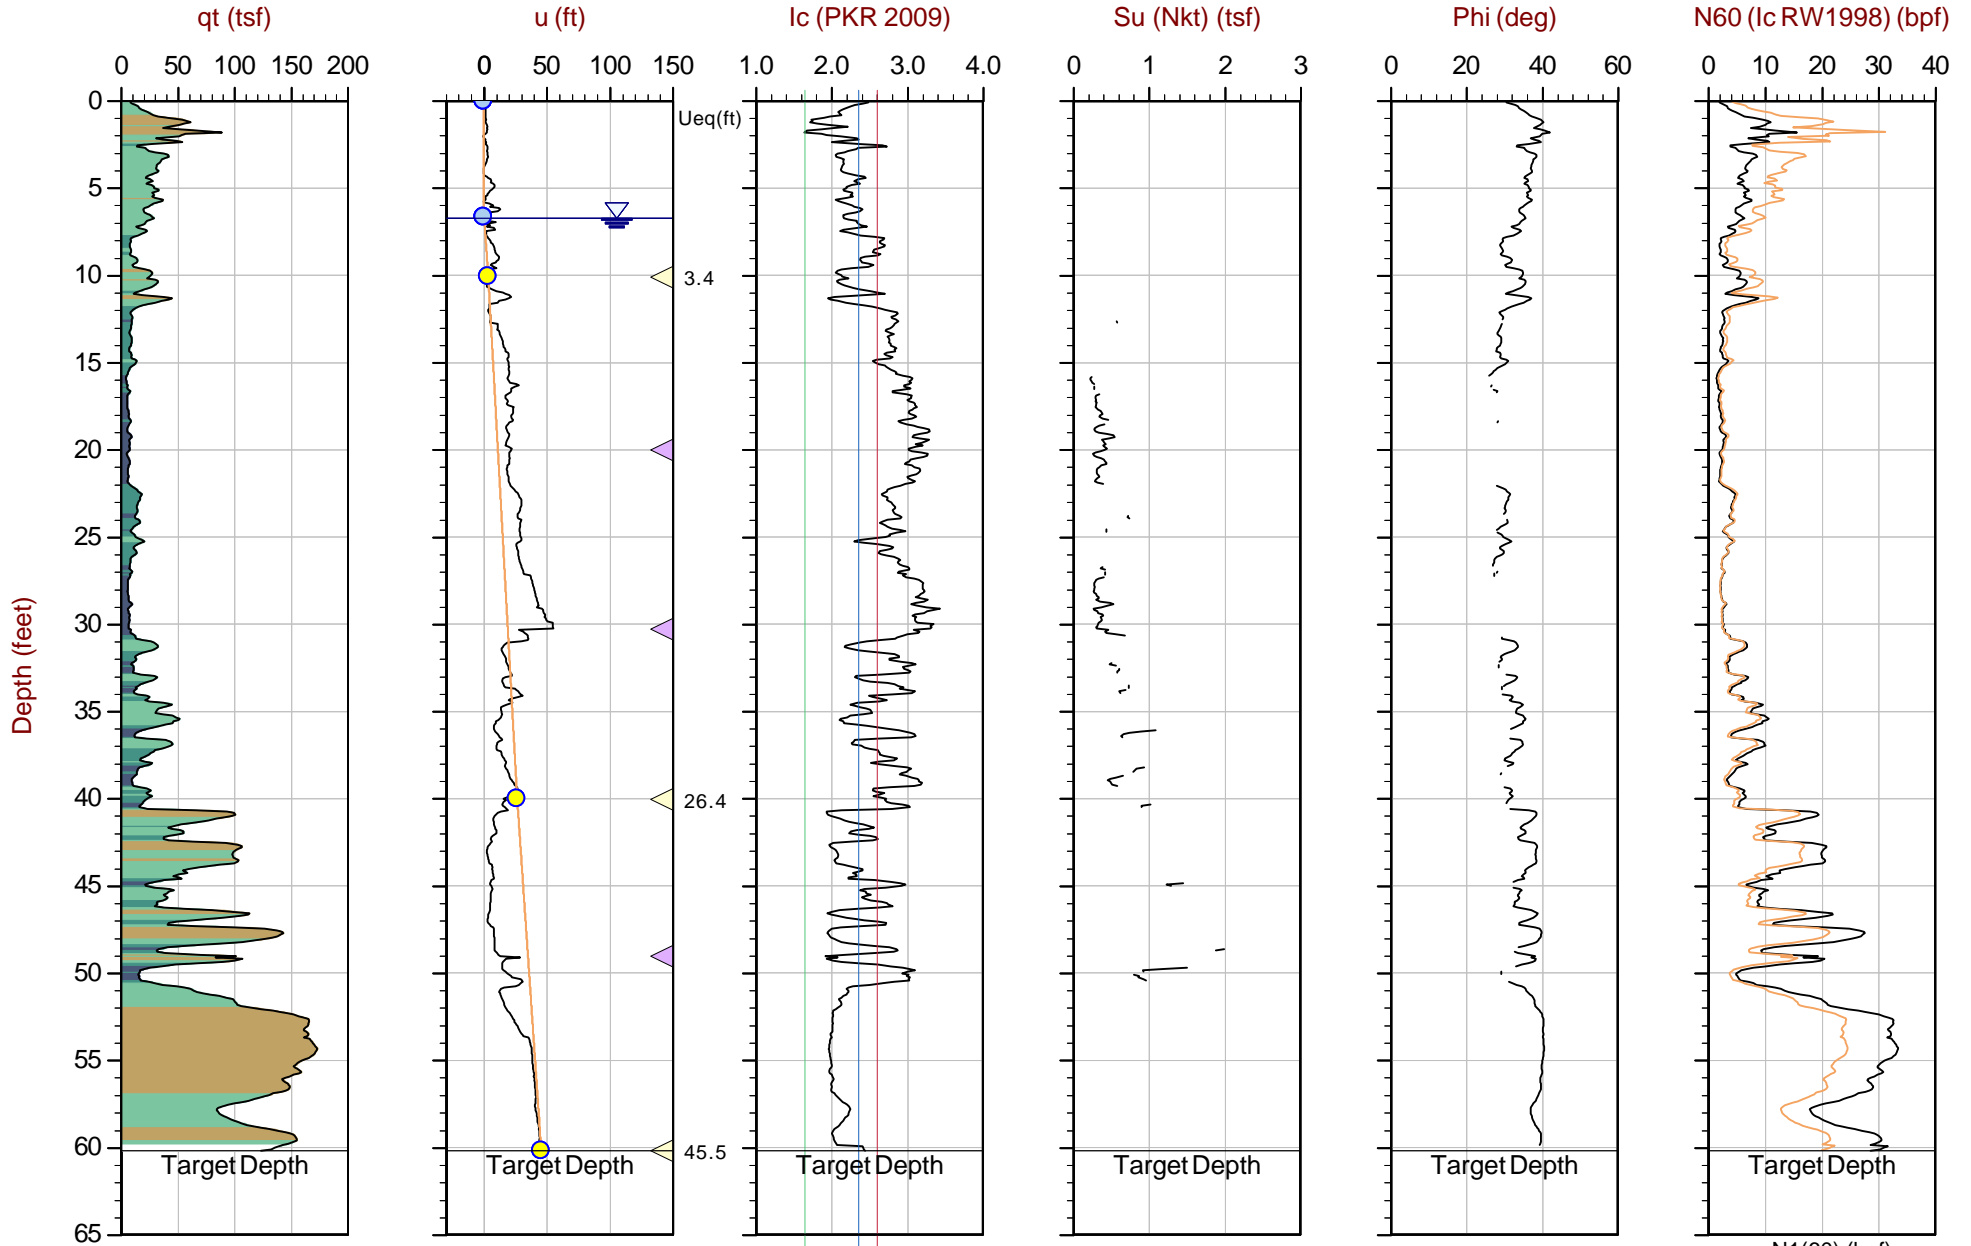 qt (tsf) u (ft) Ic (PKR 2009) Su (Nkt) (tsf) Phi (deg) N60 (Ic RW1998) (bpf)
0 50 100 150 200 0 50 100 150 1.0 2.0 3.0 4.0 0 1 2 3 0 20 40 60 0 10 20 30 40
0
Ueq(ft)
5
10 3.4
15
20
25
30
35
40 26.4
45
50
55
60 45.5
65
Depth (feet)
Target Depth Target Depth Target Depth Target Depth Target Depth Target Depth